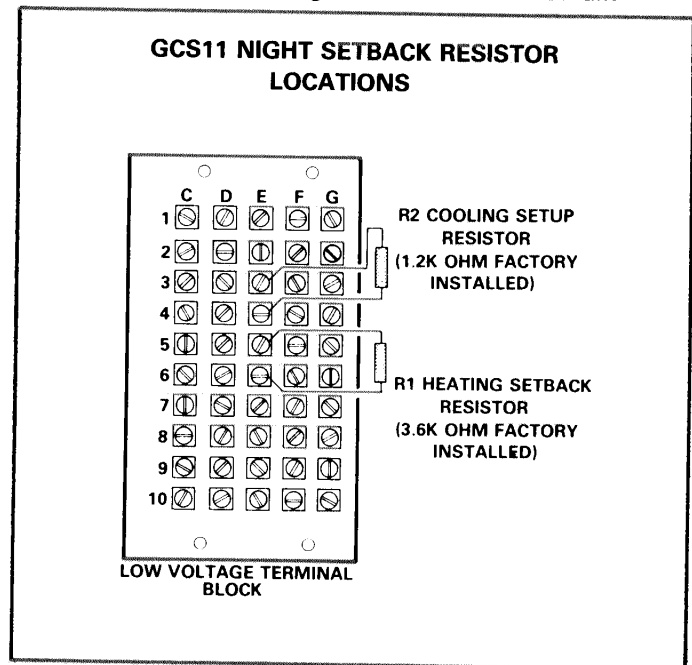 GCS11 NIGHT SETBACK RESISTOR
LOCATIONS
C D E F G
1
2
3
4
5
6
7
8
9
10
R2 COOLING SETUP
RESISTOR
(1.2K OHM FACTORY
INSTALLED)
R1 HEATING SETBACK
RESISTOR
(3.6K OHM FACTORY
INSTALLED)
LOW VOLTAGE TERMINAL
BLOCK